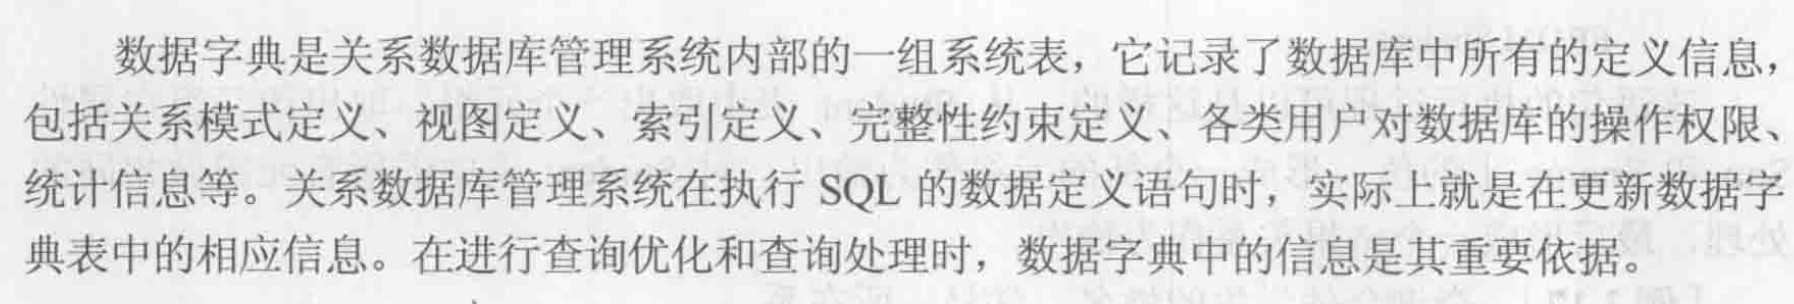 数据字典是关系数据库管理系统内部的一组系统表，它记录了数据库中所有的定义信息，
包括关系模式定义、视图定义、索引定义、完整性约束定义、各类用户对数据库的操作权限、
统计信息等。关系数据库管理系统在执行 SQL 的数据定义语句时，实际上就是在更新数据字
典表中的相应信息。在进行查询优化和查询处理时，数据字典中的信息是其重要依据。